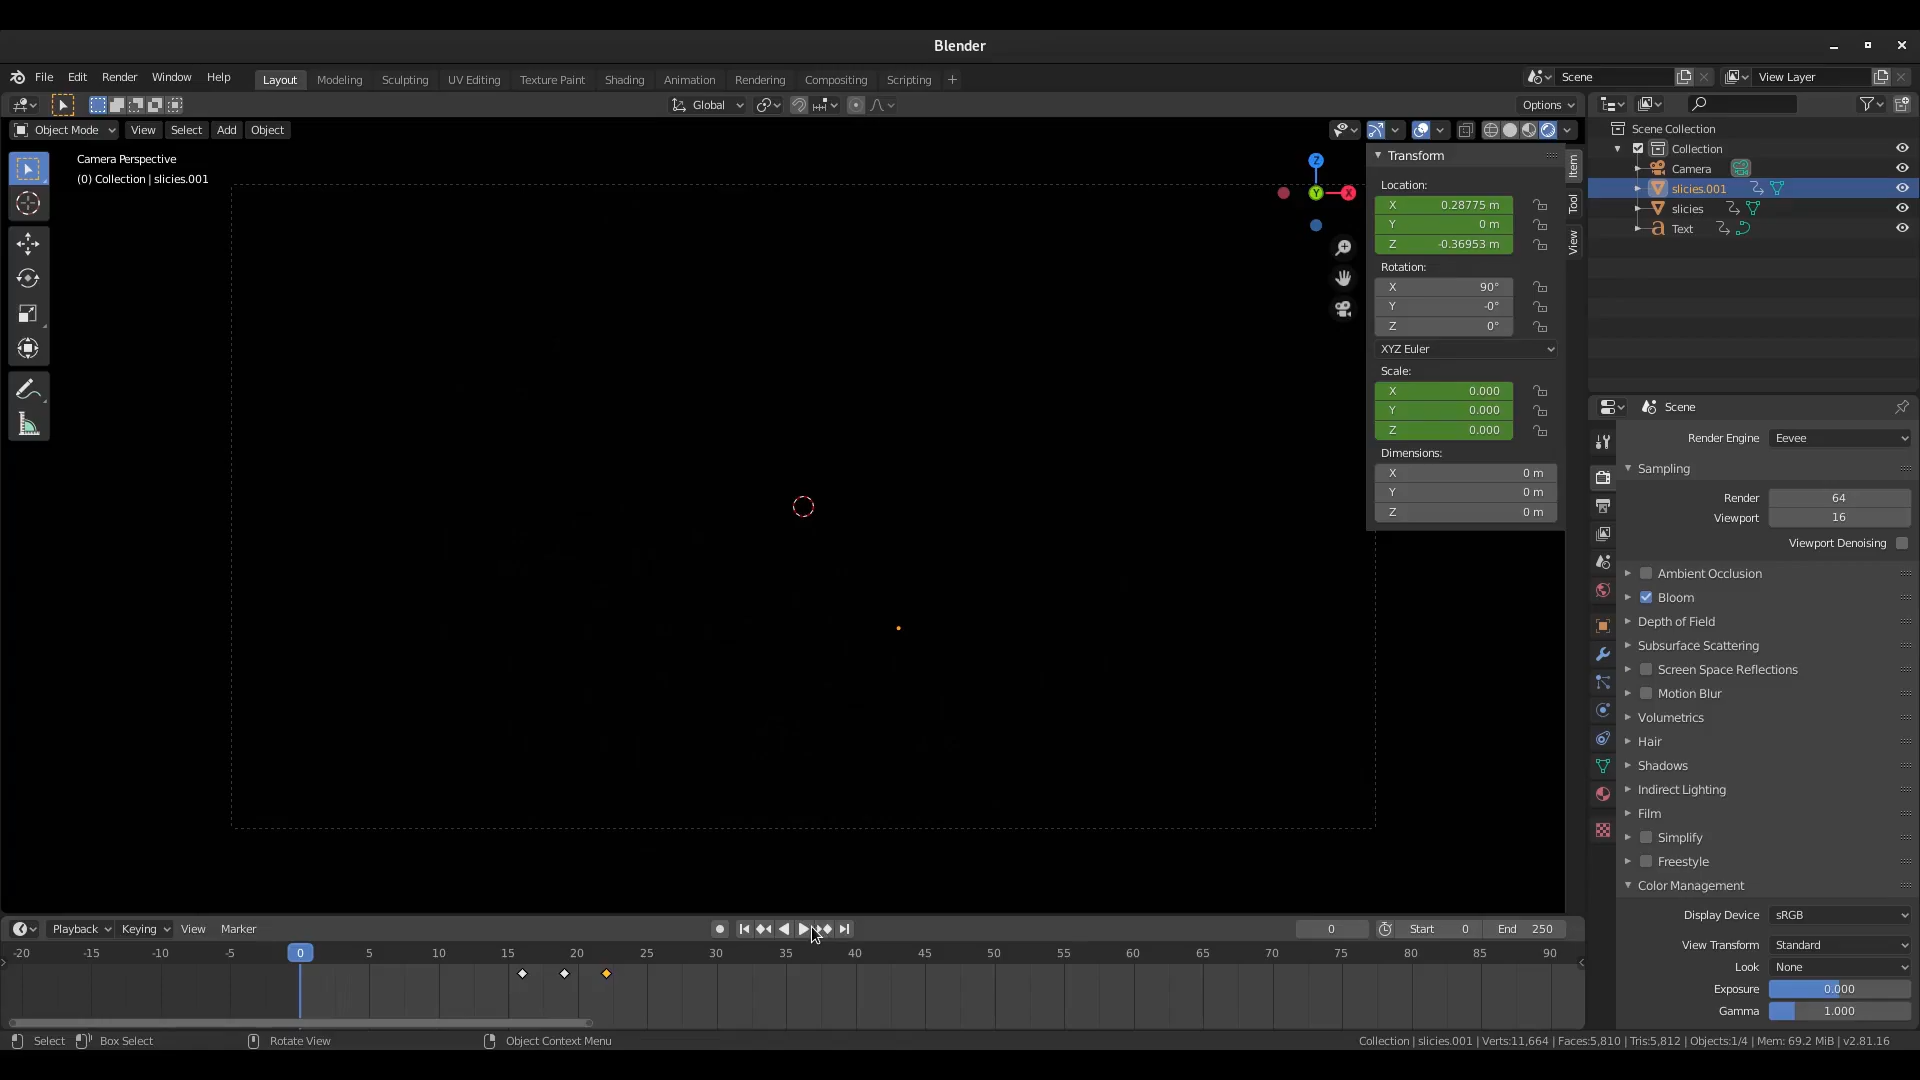 Blender
File Edit Render Window Help Layout Modeling Sculpting UV Editing Texture Paint Shading Animation Rendering Compositing Scripting + Scene View Layer
Global Options
Object Mode View Select Add Object
Camera Perspective
(0) Collection | slicies.001
Z
Y
X
Transform
Location:
X 0.28775 m
Y 0 m
Z -0.36953 m
Rotation:
X 90°
Y -0°
Z 0°
XYZ Euler
Scale:
X 0.000
Y 0.000
Z 0.000
Dimensions:
X 0 m
Y 0 m
Z 0 m
Item
Tool
View
Scene Collection
Collection
Camera
slicies.001
slicies
Text
Scene
Render Engine Eevee
Sampling
Render 64
Viewport 16
Viewport Denoising
Ambient Occlusion
Bloom
Depth of Field
Subsurface Scattering
Screen Space Reflections
Motion Blur
Volumetrics
Hair
Shadows
Indirect Lighting
Film
Simplify
Freestyle
Color Management
Display Device sRGB
View Transform Standard
Look None
Exposure 0.000
Gamma 1.000
Playback Keying View Marker 0 Start 0 End 250
-20 -15 -10 -5 0 5 10 15 20 25 30 35 40 45 50 55 60 65 70 75 80 85 90
Select Box Select Rotate View Object Context Menu Collection | slicies.001 | Verts:11,664 | Faces:5,810 | Tris:5,812 | Objects:1/4 | Mem: 69.2 MiB | v2.81.16